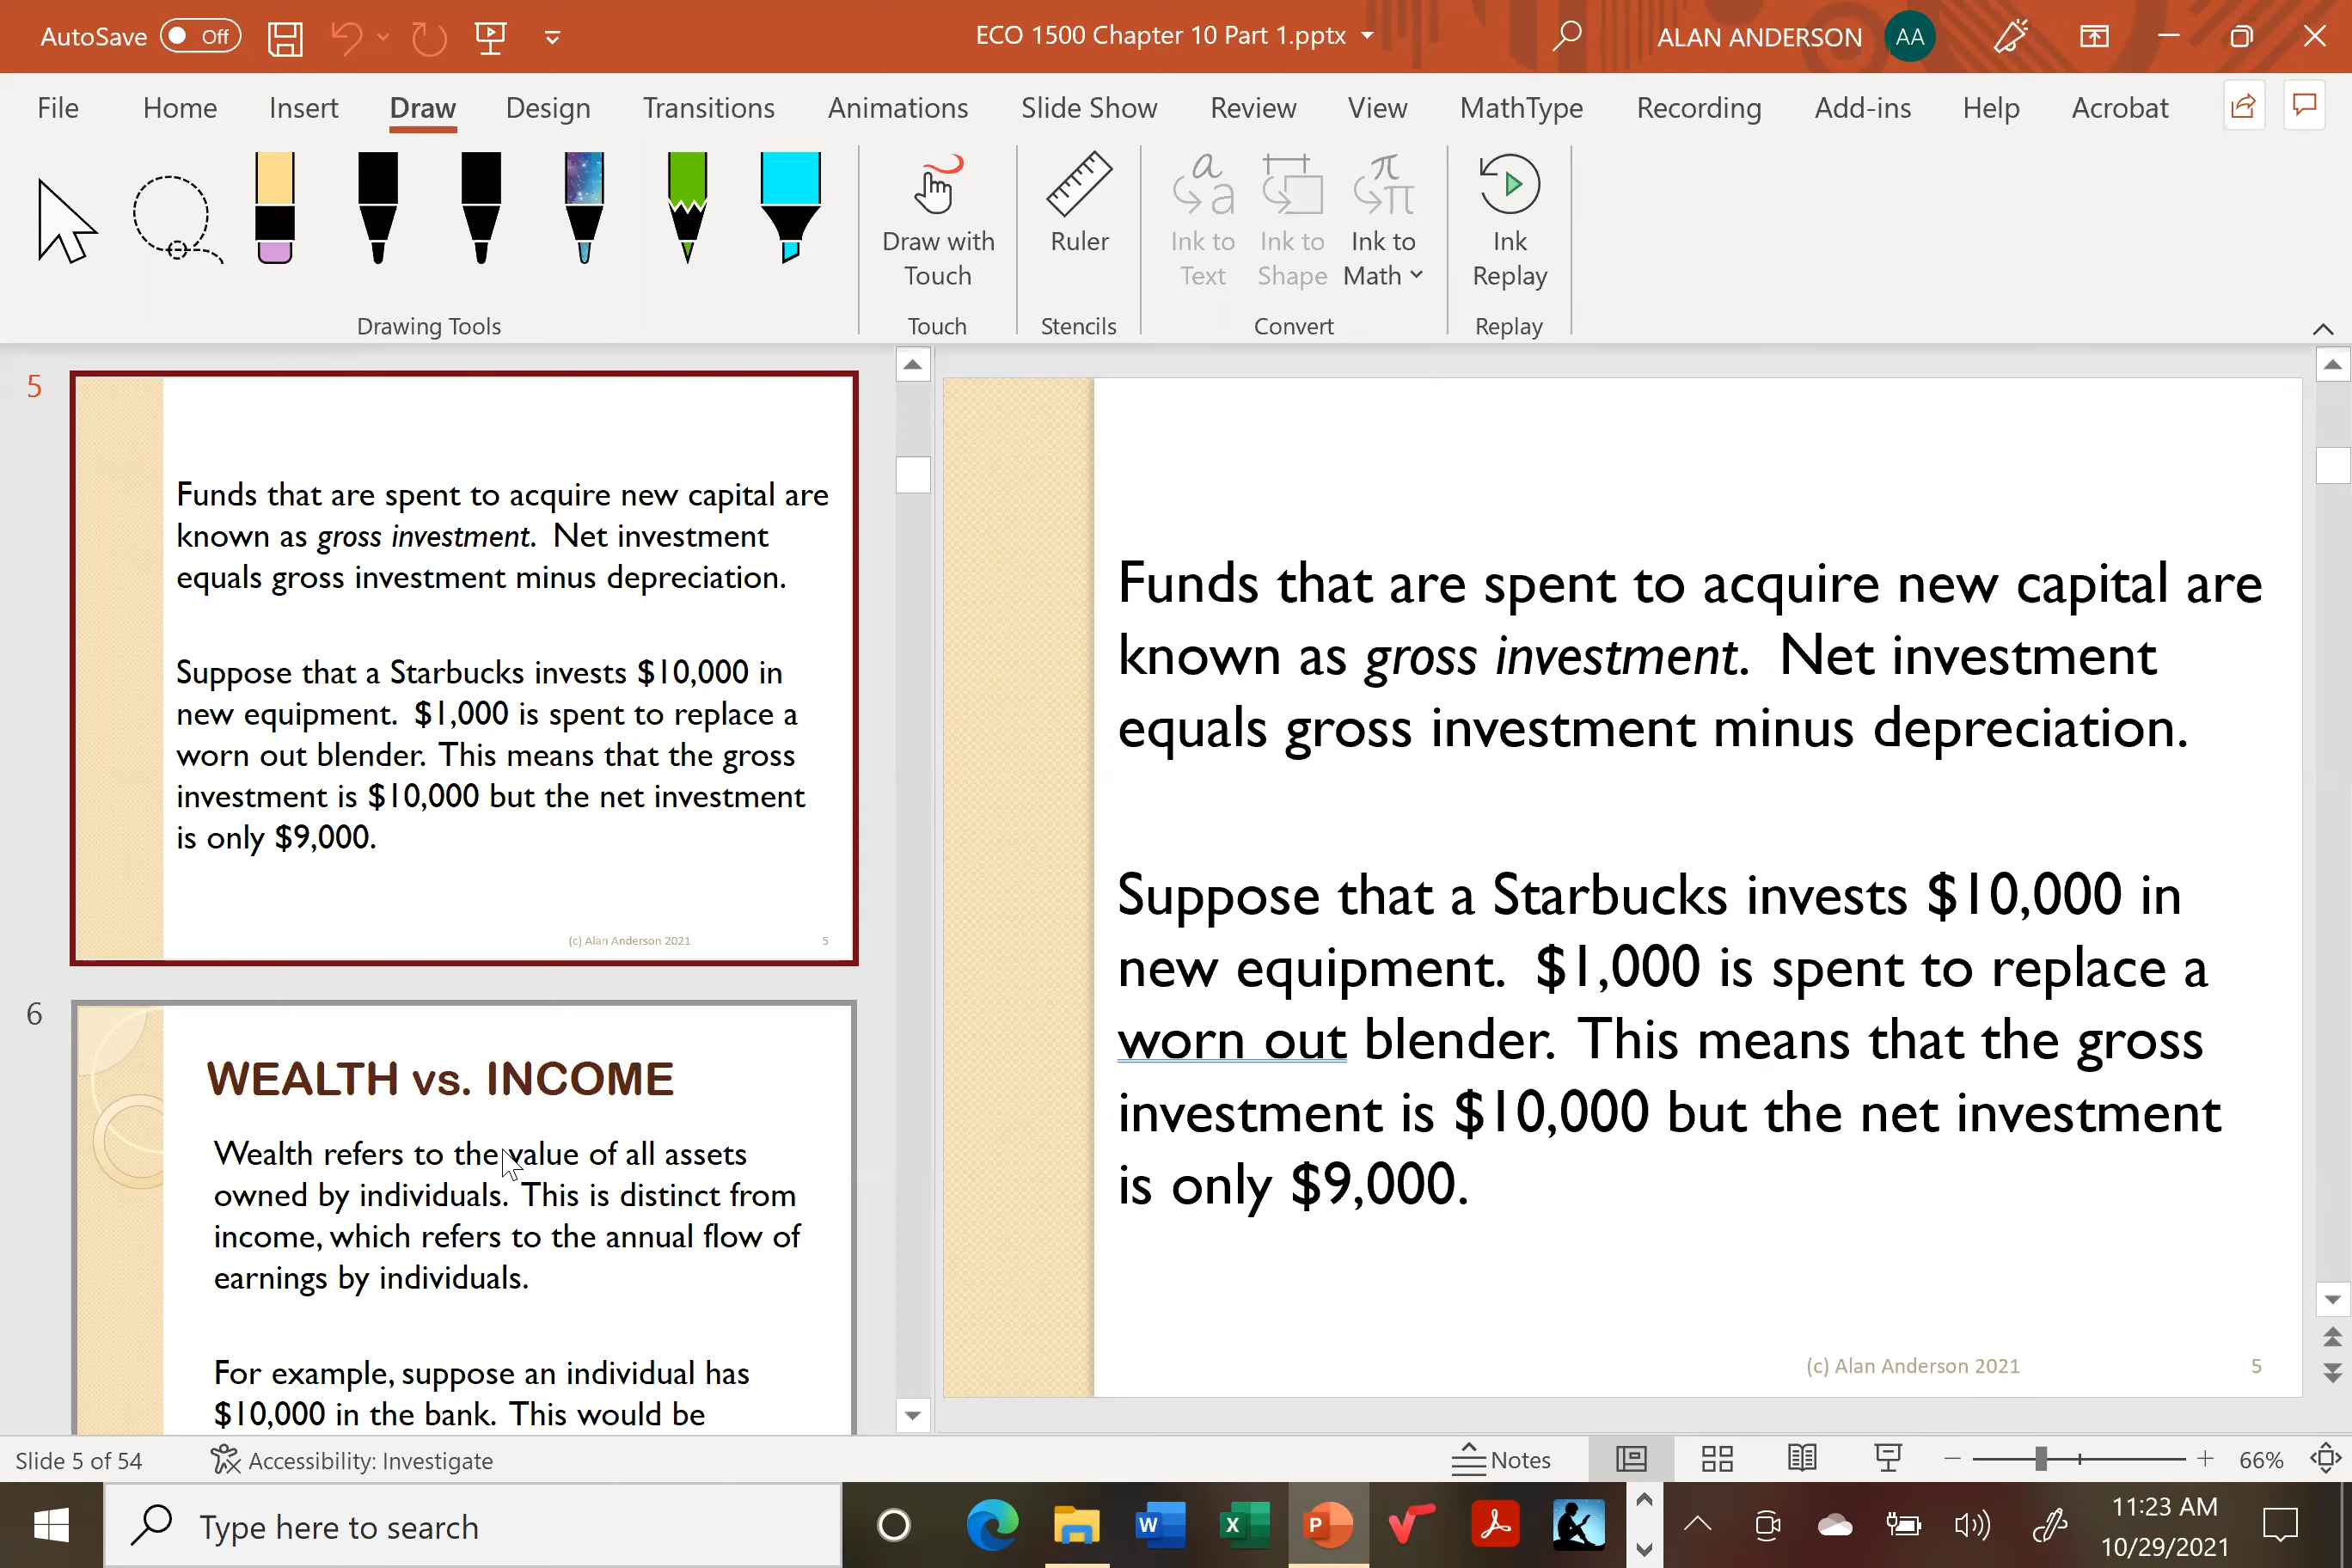 AutoSave Off
ECO 1500 Chapter 10 Part 1.pptx
ALAN ANDERSON AA
File Home Insert Draw Design Transitions Animations Slide Show Review View MathType Recording Add-ins Help Acrobat
Draw with
Touch
Ruler
Ink to
Text
Ink to
Shape
Ink to
Math
Ink
Replay
Drawing Tools
Touch
Stencils
Convert
Replay
5
Funds that are spent to acquire new capital are
known as gross investment. Net investment
equals gross investment minus depreciation.
Suppose that a Starbucks invests $10,000 in
new equipment. $1,000 is spent to replace a
worn out blender. This means that the gross
investment is $10,000 but the net investment
is only $9,000.
(c) Alan Anderson 2021 5
6
WEALTH vs. INCOME
Wealth refers to the value of all assets
owned by individuals. This is distinct from
income, which refers to the annual flow of
earnings by individuals.
For example, suppose an individual has
$10,000 in the bank. This would be
Funds that are spent to acquire new capital are
known as gross investment. Net investment
equals gross investment minus depreciation.
Suppose that a Starbucks invests $10,000 in
new equipment. $1,000 is spent to replace a
worn out blender. This means that the gross
investment is $10,000 but the net investment
is only $9,000.
(c) Alan Anderson 2021 5
Slide 5 of 54
Accessibility: Investigate
Notes
66%
Type here to search
11:23 AM
10/29/2021